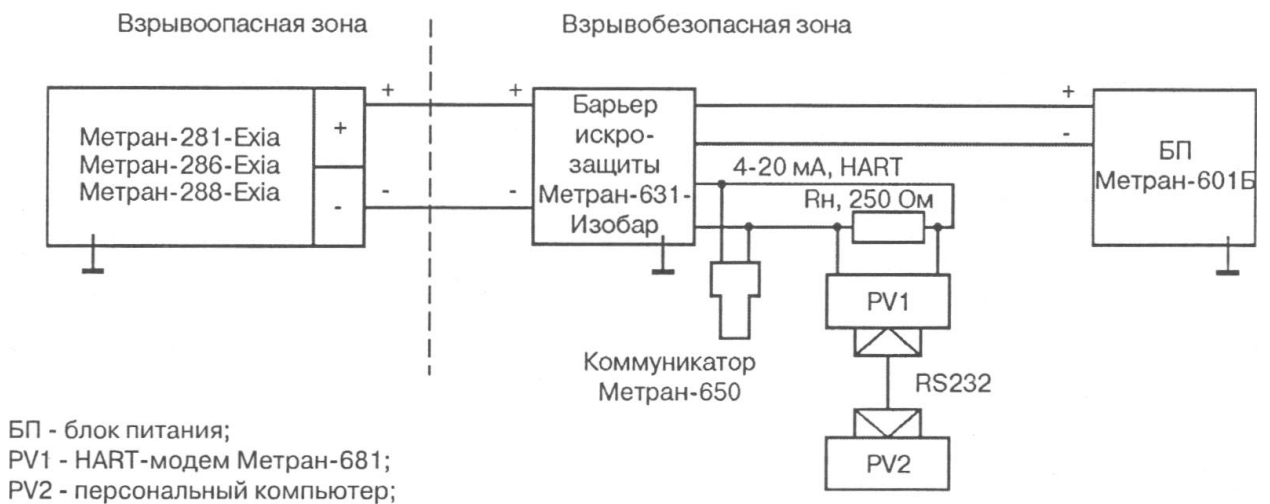 Взрывоопасная зона
Взрывобезопасная зона
Метран-281-Exia
Метран-286-Exia
Метран-288-Exia
+
-
+
-
+
-
Барьер
искро-
защиты
Метран-631-
Изобар
+
-
БП
Метран-601Б
4-20 мА, HART
Rн, 250 Ом
PV1
Коммуникатор
Метран-650
RS232
PV2
БП - блок питания;
PV1 - HART-модем Метран-681;
PV2 - персональный компьютер;